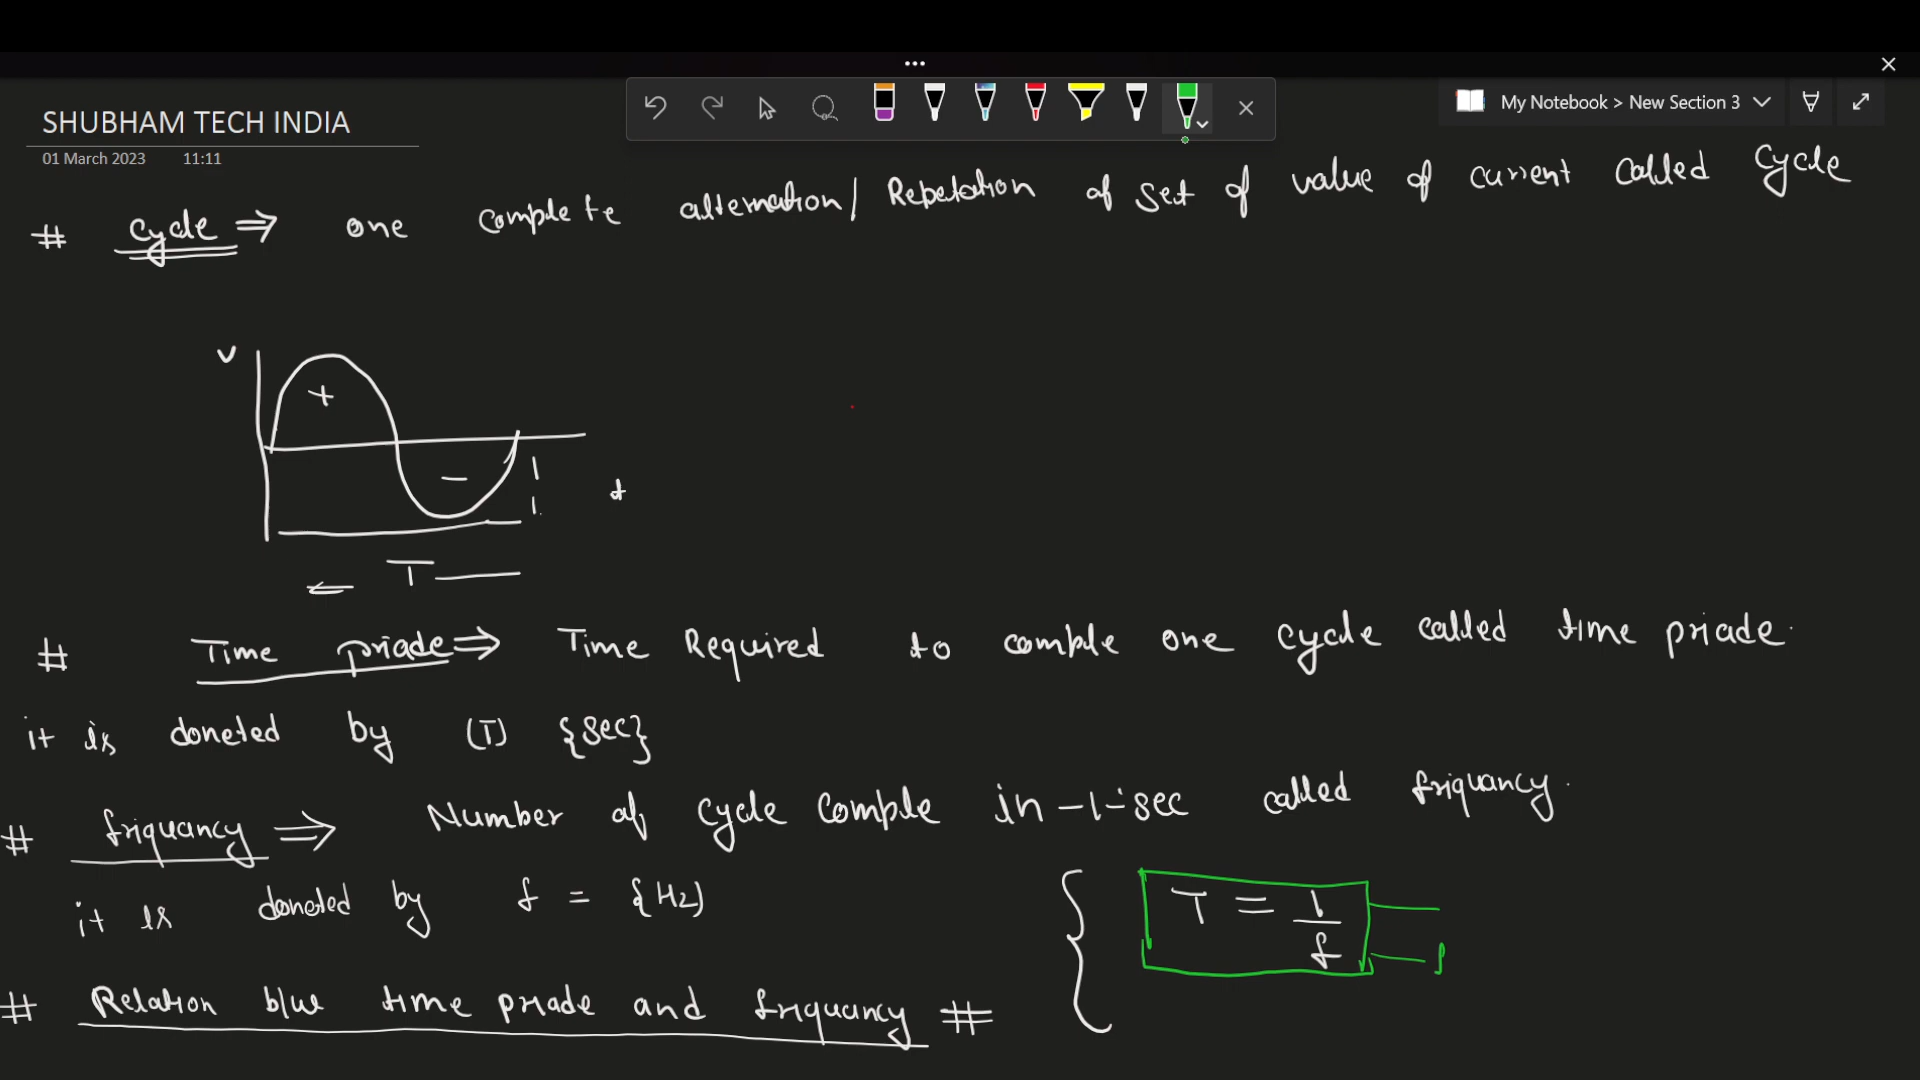 My Notebook > New Section 3
SHUBHAM TECH INDIA
01 March 2023 11:11
# Cycle ⇒ one complete alternation/ Repetation of set of value of current called Cycle
V
+
−
t
T
# Time priade ⇒ Time Required to comple one cycle called time priade.
it is doneted by (T) {sec}
# friquancy ⇒ Number of cycle comple in -1- sec called friquancy.
it is doneted by f = {Hz}
T = 1/f
# Relation b/w time priade and friquancy #